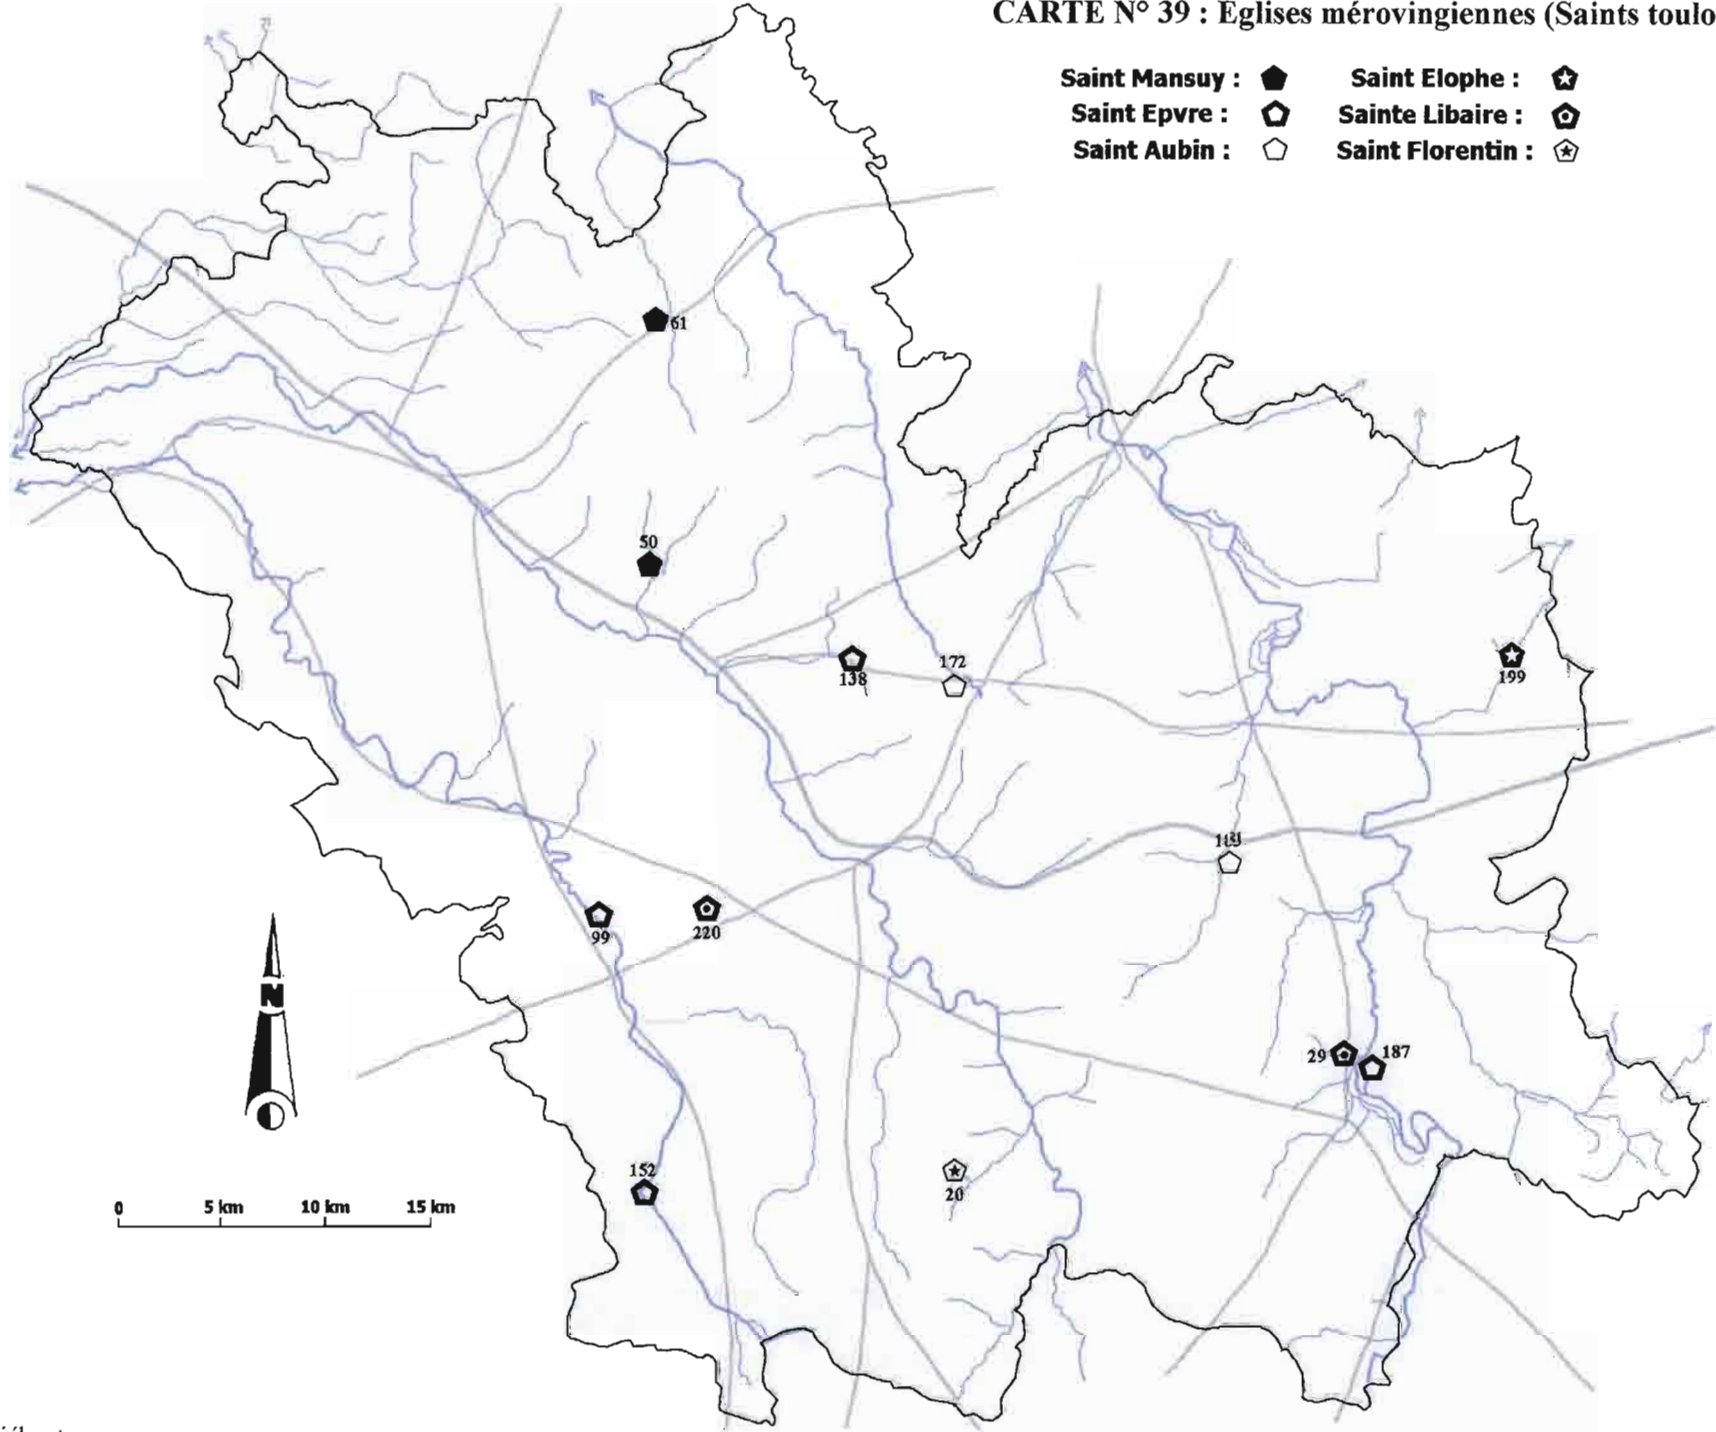 CARTE N° 39 : Eglises mérovingiennes (Saints toulo
Saint Mansuy : Saint Elophe :
Saint Epvre : Sainte Libaire :
Saint Aubin : Saint Florentin :
61
50
138
172
199
99
220
29
187
152
20
N
0 5 km 10 km 15 km